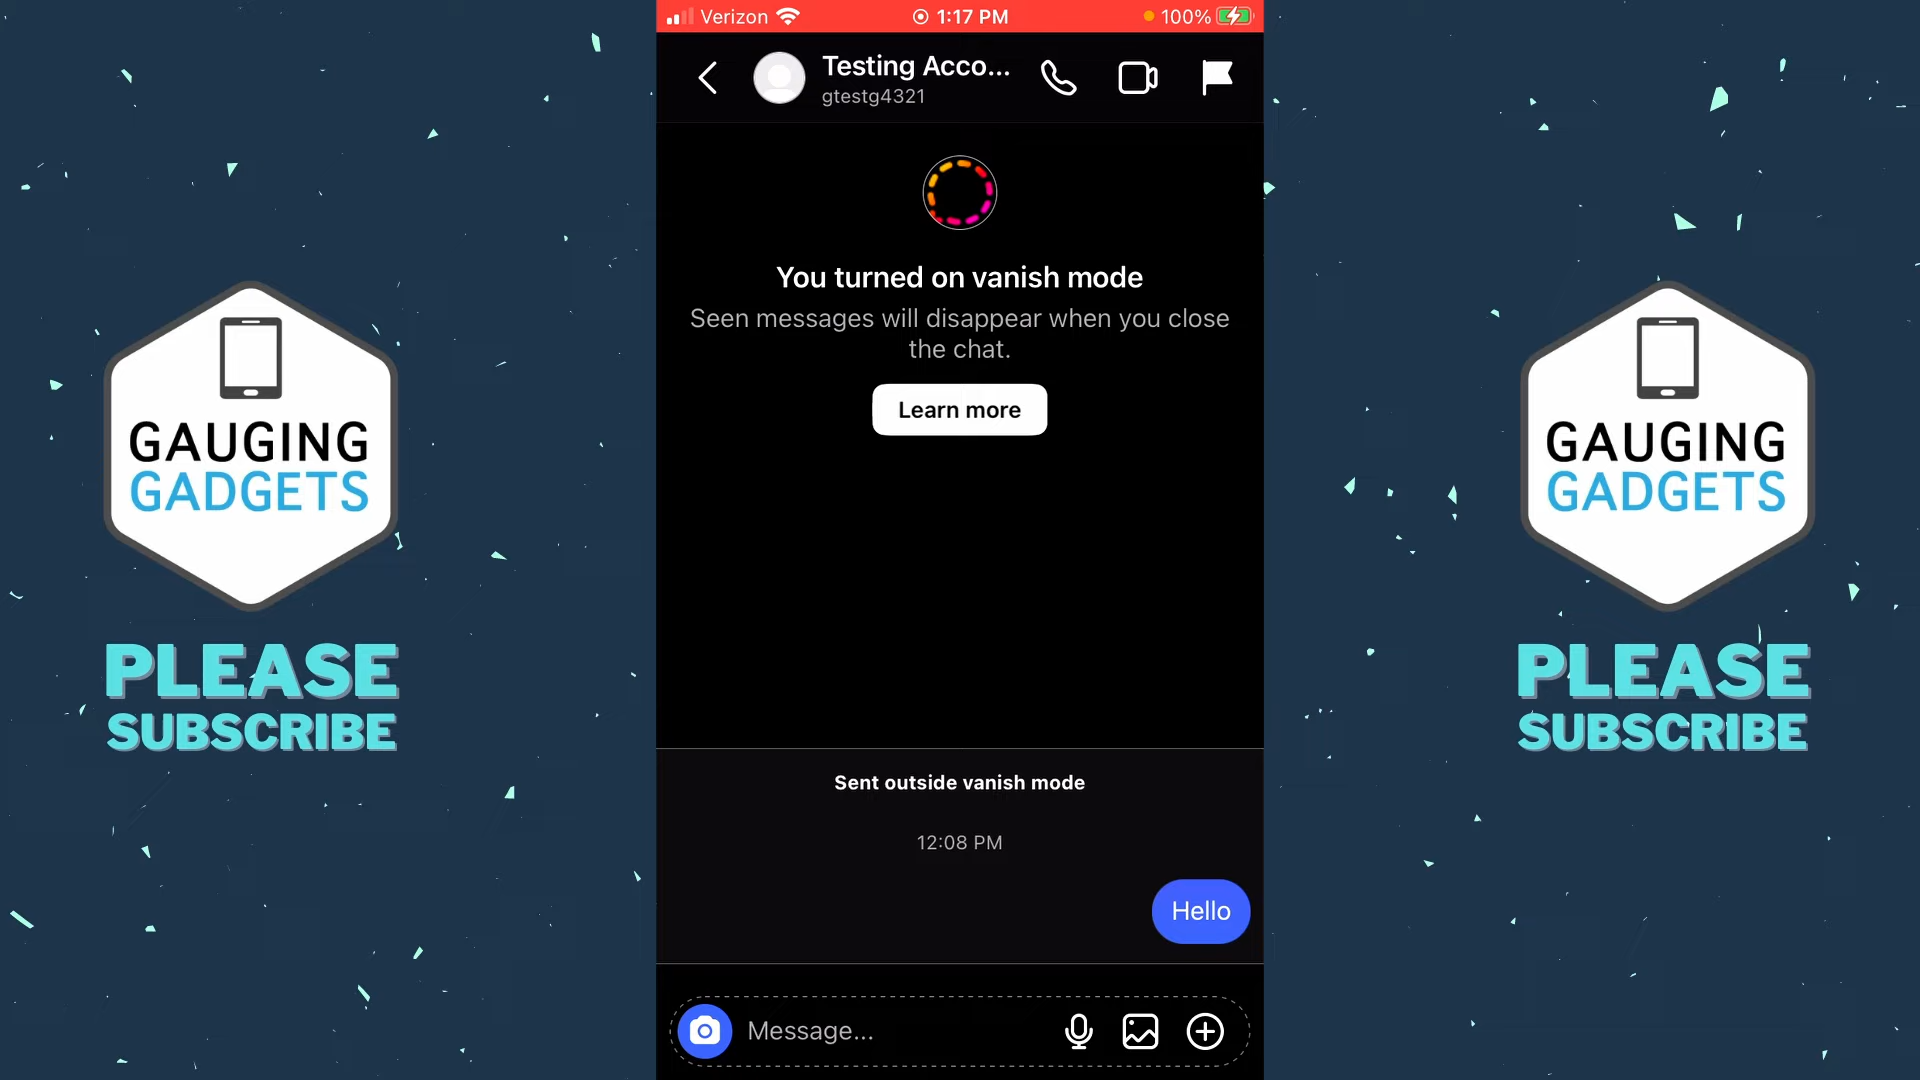 Verizon 1:17 PM 100%
Testing Acco...
gtestg4321
You turned on vanish mode
Seen messages will disappear when you close
the chat.
Learn more
Sent outside vanish mode
12:08 PM
Hello
Message...
GAUGING
GADGETS
PLEASE
SUBSCRIBE
GAUGING
GADGETS
PLEASE
SUBSCRIBE